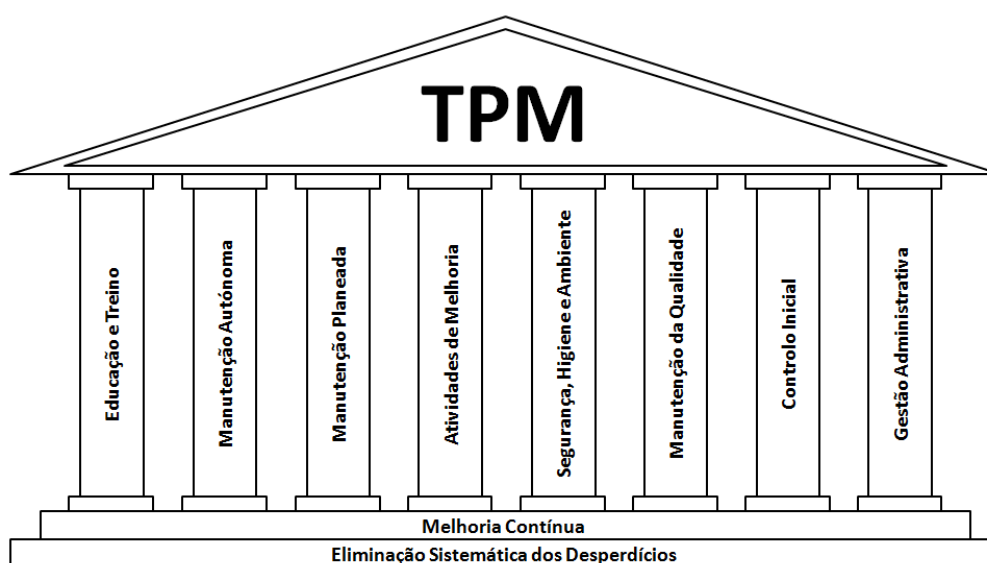 TPM
Educação e Treino
Manutenção Autónoma
Manutenção Planeada
Atividades de Melhoria
Segurança, Higiene e Ambiente
Manutenção da Qualidade
Controlo Inicial
Gestão Administrativa
Melhoria Contínua
Eliminação Sistemática dos Desperdícios